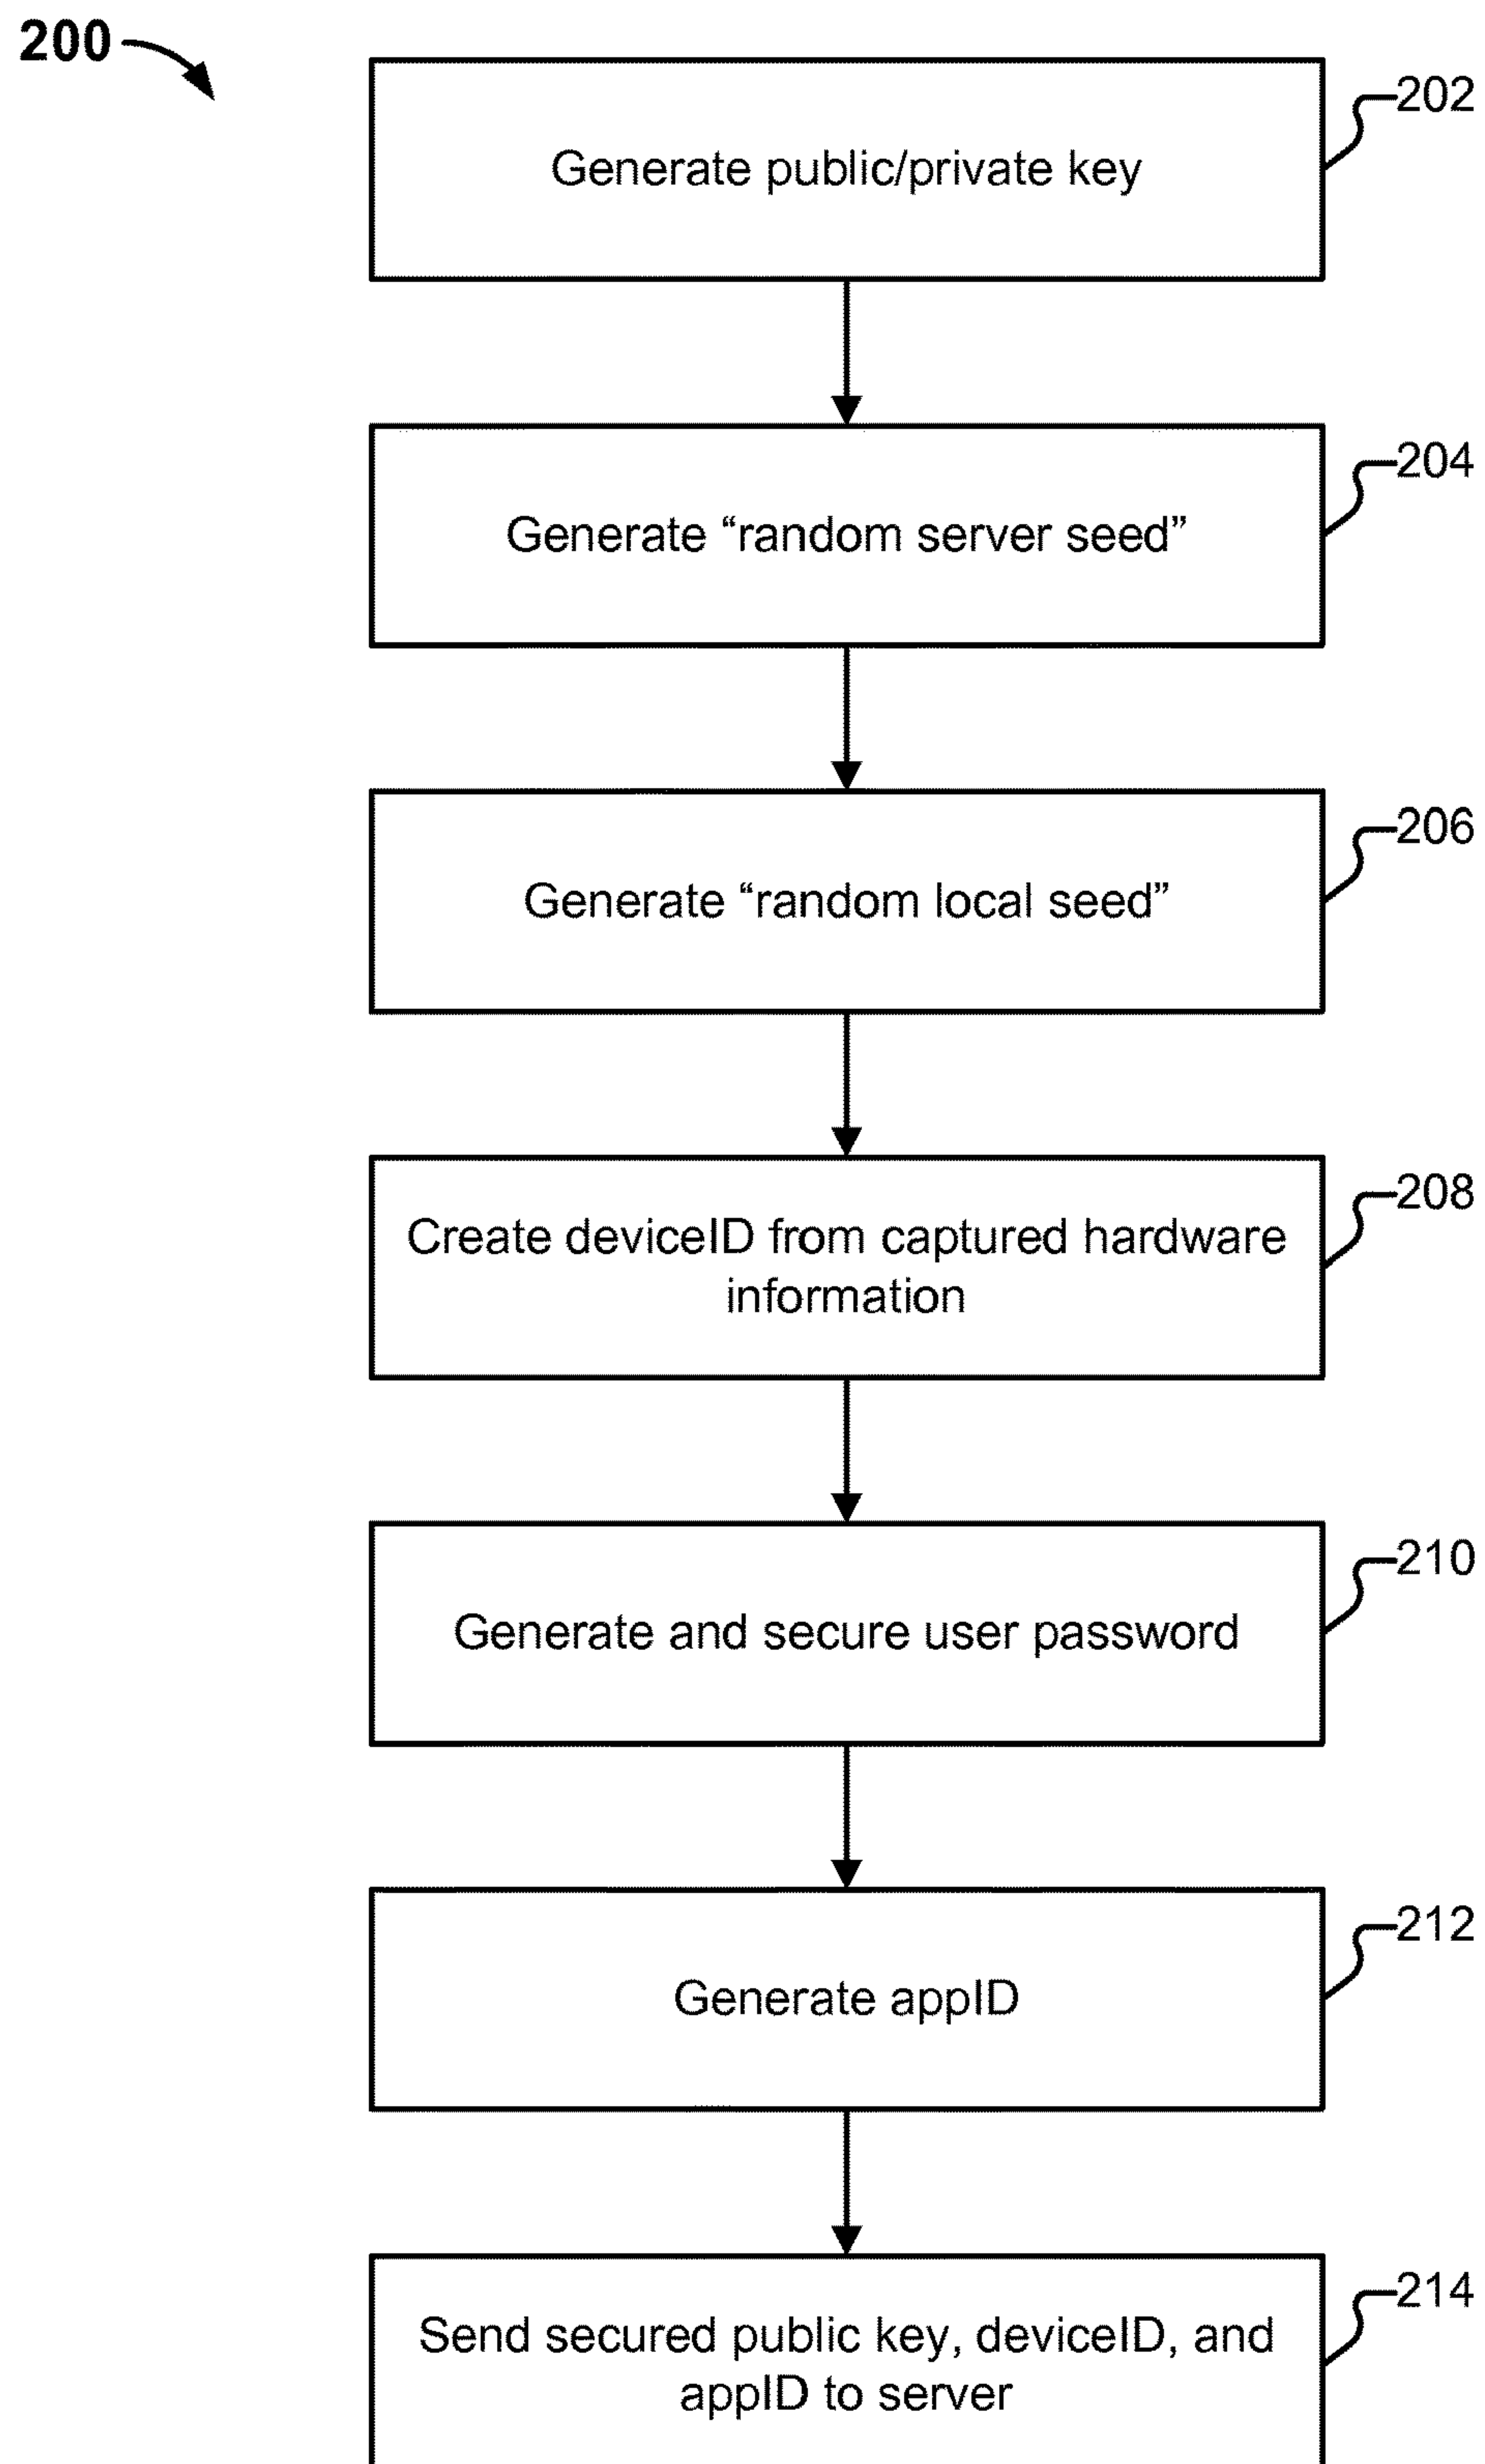 200
202
Generate public/private key
204
Generate “random server seed”
206
Generate “random local seed”
208
Create deviceID from captured hardware
information
210
Generate and secure user password
212
Generate appID
214
Send secured public key, deviceID, and
appID to server